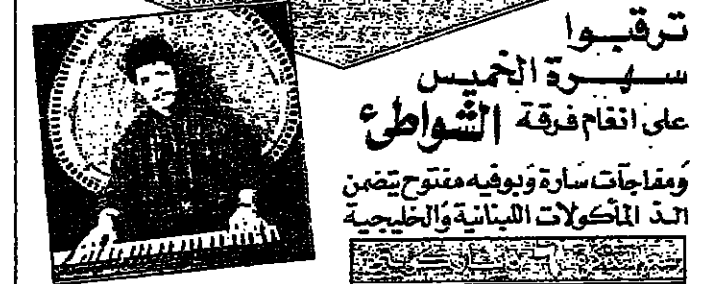 ترقبوا
سهرة الخميس
على انغام فرقة الشواطئ
ومفاجآت سارة وبوفيه مفتوح يتضمن
الذ المأكولات اللبنانية والخليجية